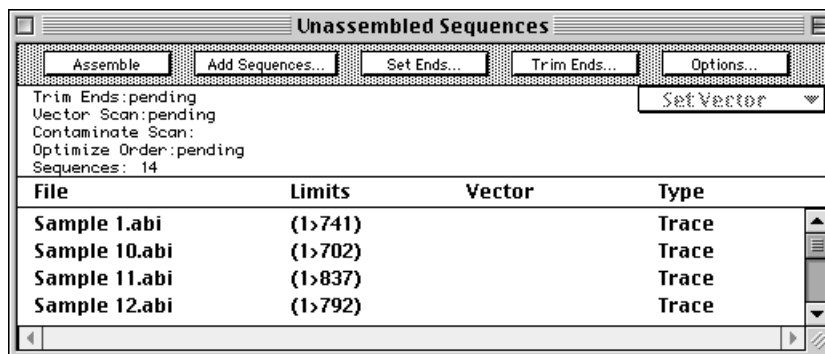 Unassembled Sequences
Assemble Add Sequences... Set Ends... Trim Ends... Options...
Trim Ends:pending
Set Vector
Vector Scan:pending
Contaminate Scan:
Optimize Order:pending
Sequences: 14
File Limits Vector Type
Sample 1.abi (1>741) Trace
Sample 10.abi (1>702) Trace
Sample 11.abi (1>837) Trace
Sample 12.abi (1>792) Trace